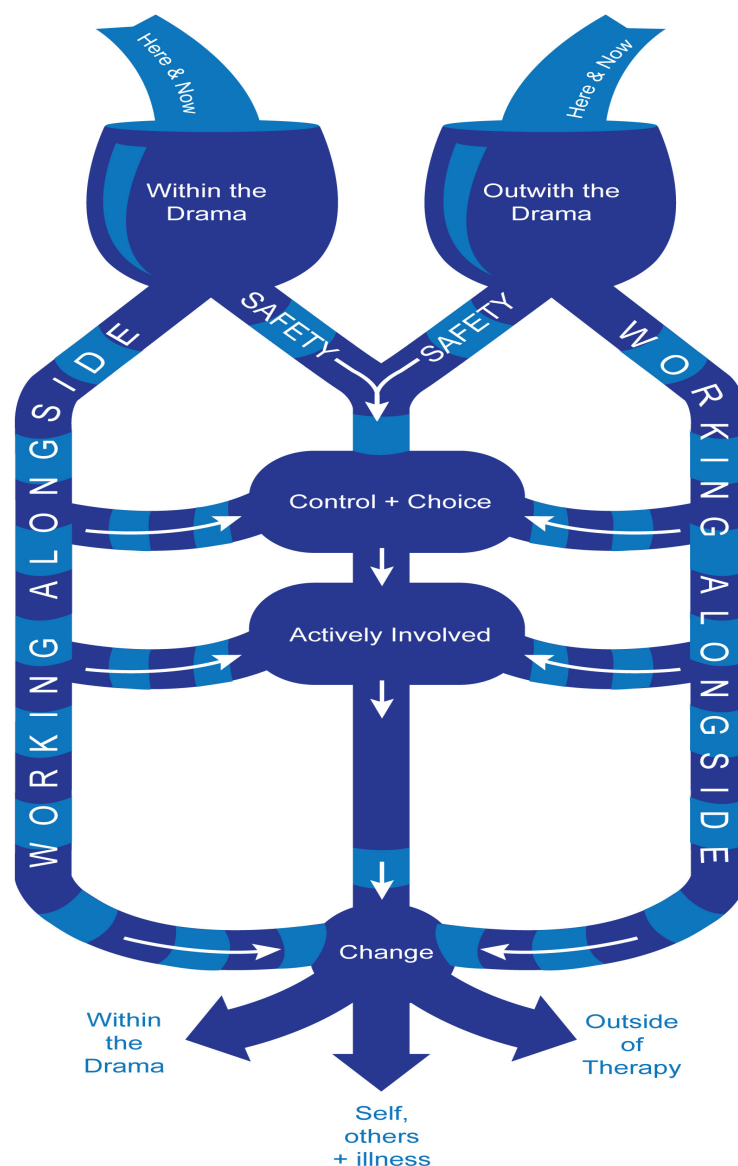 Here & Now
Here & Now
Within the
Drama
Outwith the
Drama
SAFETY
SAFETY
WORKING ALONGSIDE
WORKING ALONGSIDE
Control + Choice
Actively Involved
Change
Within
the
Drama
Outside
of
Therapy
Self,
others
+ illness